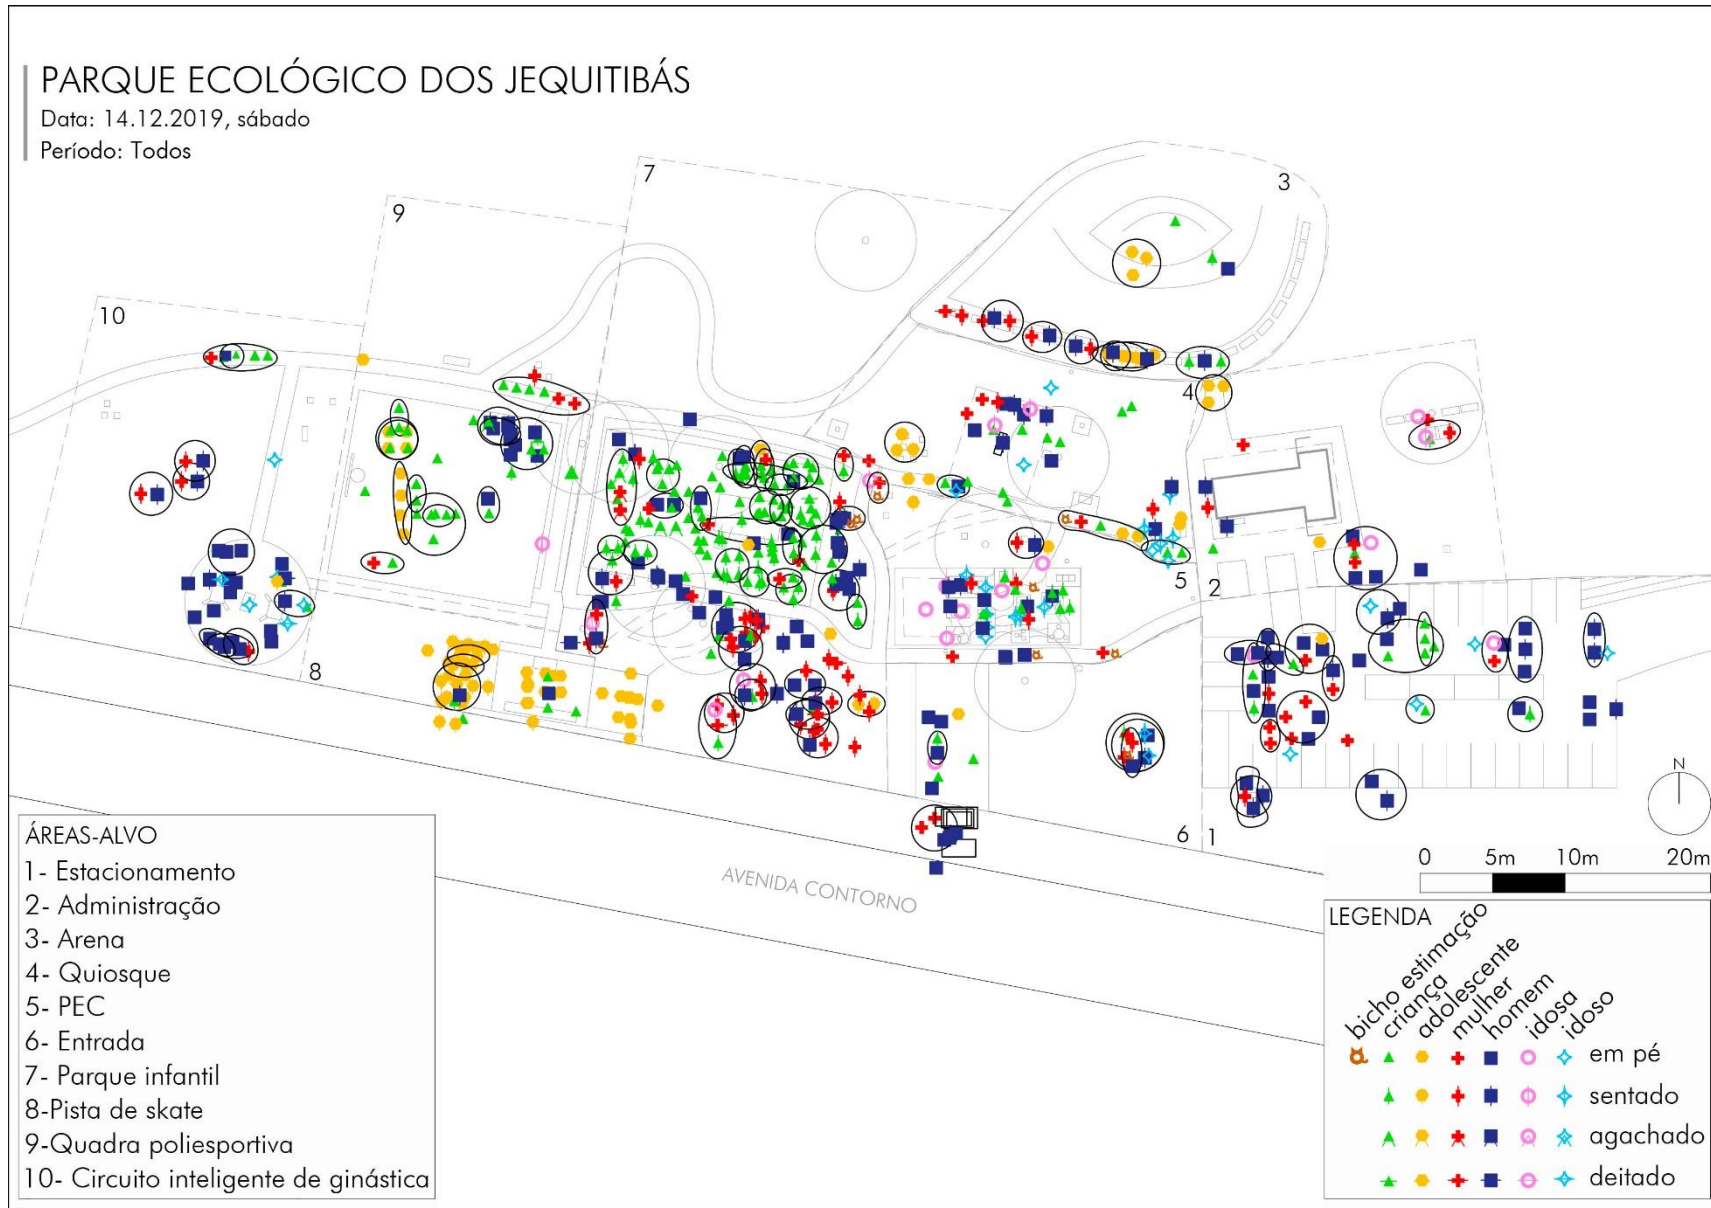 PARQUE ECOLÓGICO DOS JEQUITIBÁS
Data: 14.12.2019, sábado
Período: Todos
7
3
9
10
4
5
2
8
6
1
N
0 5m 10m 20m
AVENIDA CONTORNO
ÁREAS-ALVO
1- Estacionamento
2- Administração
3- Arena
4- Quiosque
5- PEC
6- Entrada
7- Parque infantil
8-Pista de skate
9-Quadra poliesportiva
10- Circuito inteligente de ginástica
LEGENDA
bicho estimação
criança
adolescente
mulher
homem
idosa
idoso
em pé
sentado
agachado
deitado